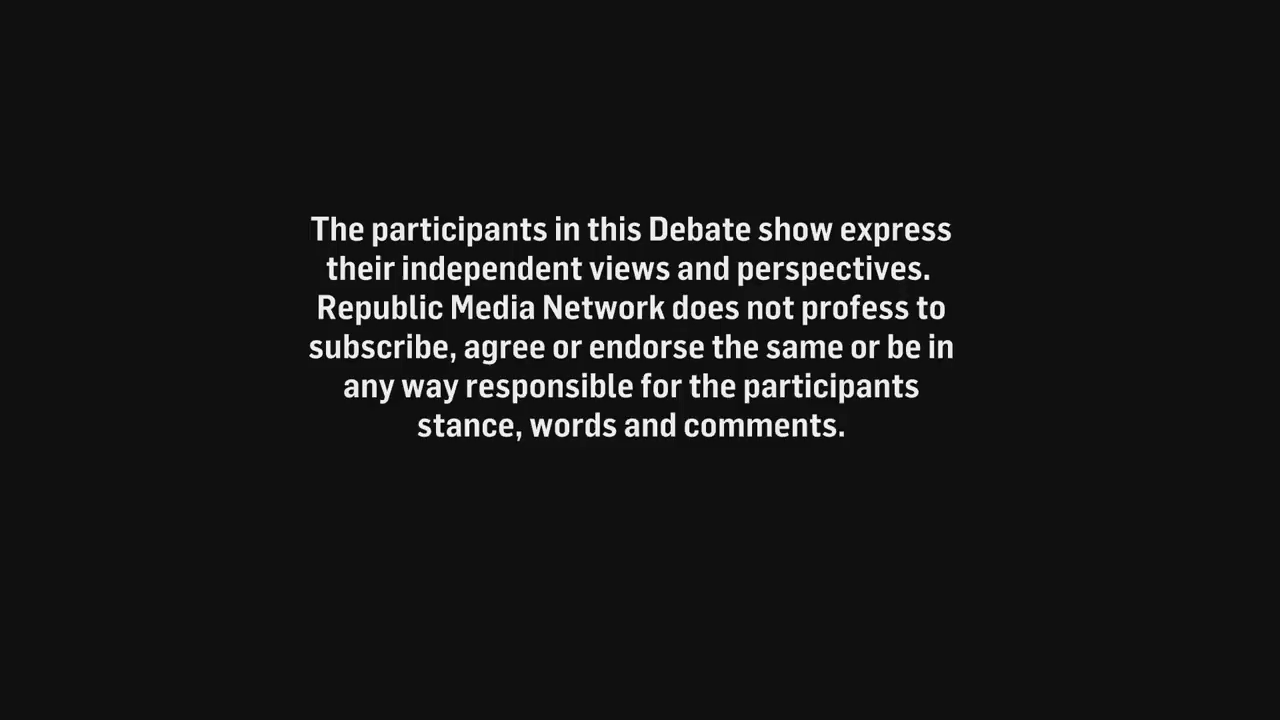 The participants in this Debate show express
their independent views and perspectives.
Republic Media Network does not profess to
subscribe, agree or endorse the same or be in
any way responsible for the participants
stance, words and comments.